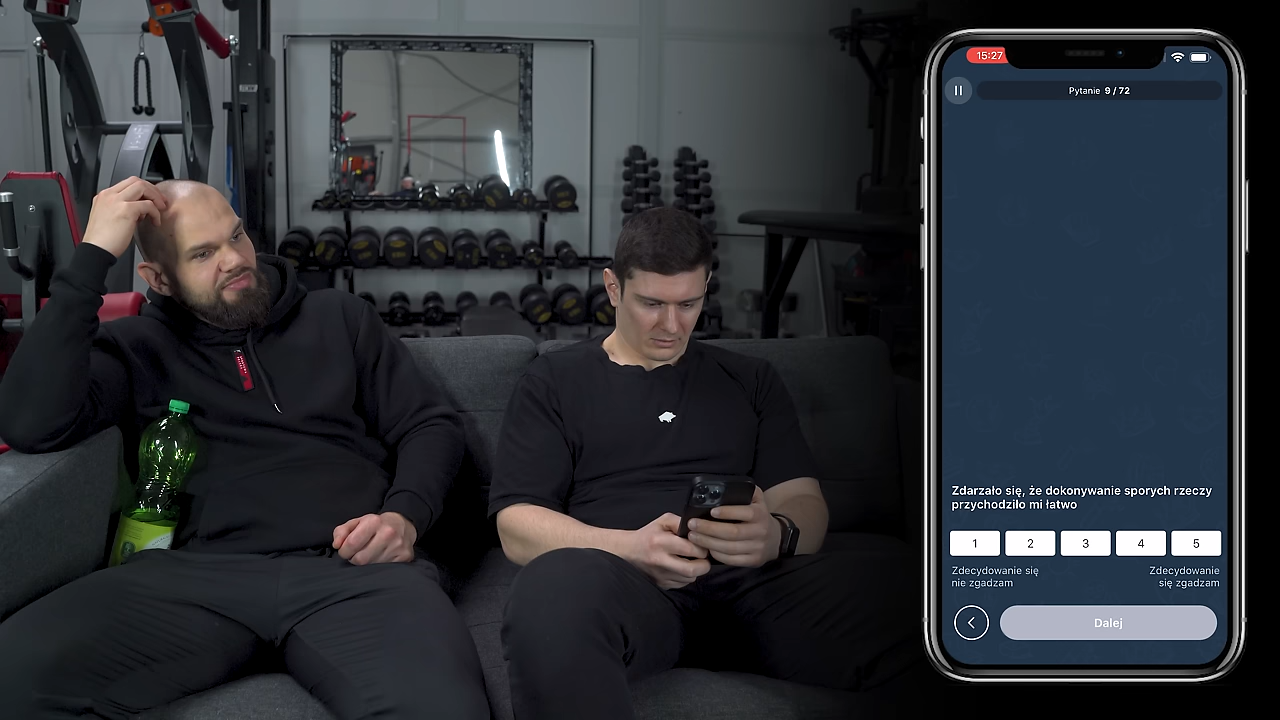 15:27
Pytanie 9 / 72
Zdarzało się, że dokonywanie sporych rzeczy
przychodziło mi łatwo
1 2 3 4 5
Zdecydowanie się
nie zgadzam
Zdecydowanie
się zgadzam
Dalej